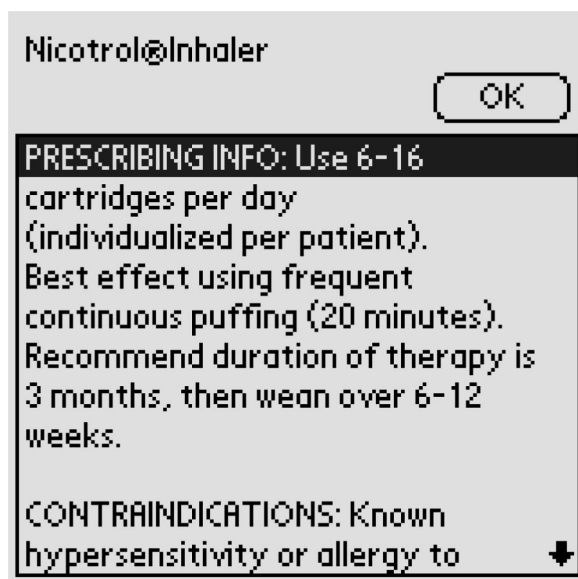 Nicotrol®Inhaler
OK
PRESCRIBING INFO: Use 6-16
cartridges per day
(individualized per patient).
Best effect using frequent
continuous puffing (20 minutes).
Recommend duration of therapy is
3 months, then wean over 6-12
weeks.
CONTRAINDICATIONS: Known
hypersensitivity or allergy to